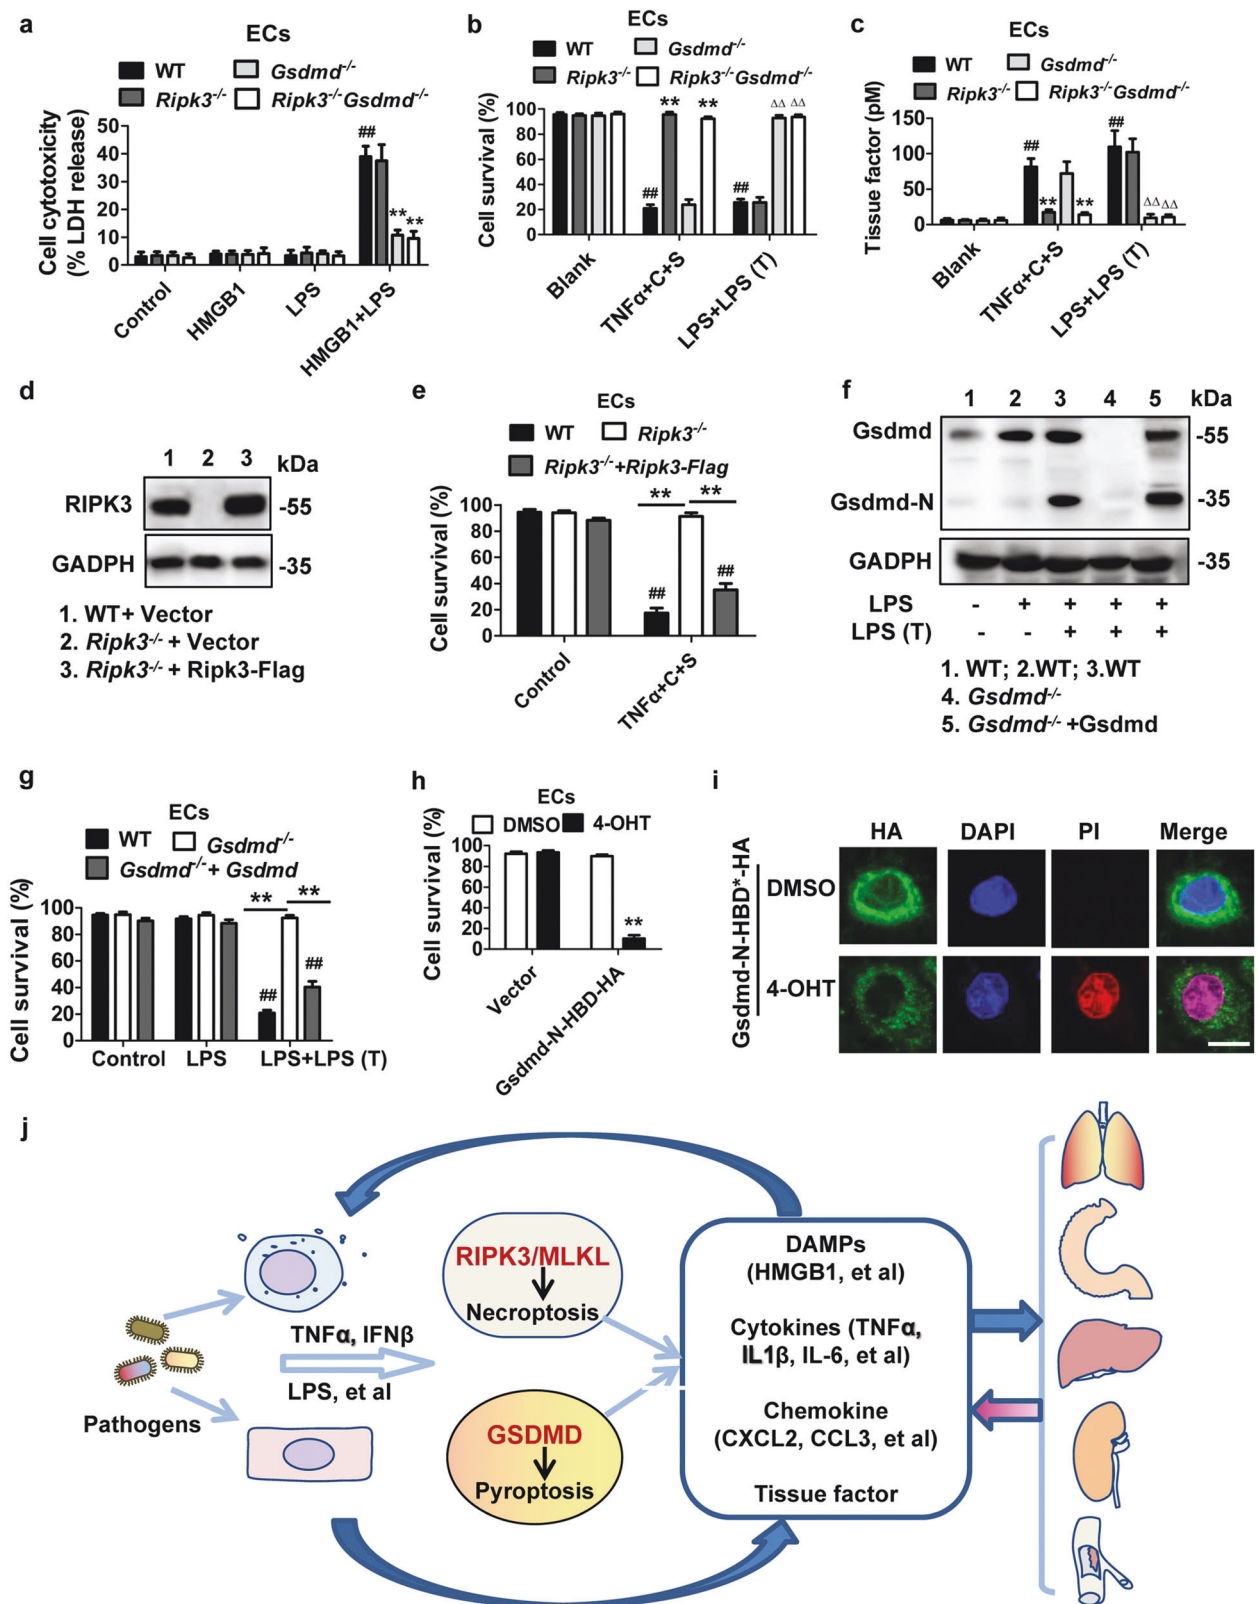 a
ECs
WT
Gsdmd-/-
Ripk3-/-
Ripk3-/-Gsdmd-/-
Cell cytotoxicity
(% LDH release)
50
40
30
20
10
0
##
**
**
Control
HMGB1
LPS
HMGB1+LPS
b
ECs
WT
Gsdmd-/-
Ripk3-/-
Ripk3-/-Gsdmd-/-
Cell survival (%)
100
80
60
40
20
0
**
**
ΔΔ ΔΔ
##
##
Blank
TNFα+C+S
LPS+LPS (T)
c
ECs
WT
Gsdmd-/-
Ripk3-/-
Ripk3-/-Gsdmd-/-
Tissue factor (pM)
150
100
50
0
##
##
**
**
ΔΔ ΔΔ
Blank
TNFα+C+S
LPS+LPS (T)
d
1 2 3 kDa
RIPK3
-55
GADPH
-35
1. WT+ Vector
2. Ripk3-/- + Vector
3. Ripk3-/- + Ripk3-Flag
e
ECs
WT
Ripk3-/-
Ripk3-/-+Ripk3-Flag
Cell survival (%)
100
80
60
40
20
0
** **
##
##
Control
TNFα+C+S
f
1 2 3 4 5 kDa
Gsdmd
-55
Gsdmd-N
-35
GADPH
-35
LPS - + + + +
LPS (T) - - + + +
1. WT; 2.WT; 3.WT
4. Gsdmd-/-
5. Gsdmd-/- +Gsdmd
g
ECs
WT
Gsdmd-/-
Gsdmd-/-+ Gsdmd
Cell survival (%)
100
80
60
40
20
0
** **
##
##
Control LPS LPS+LPS (T)
h
ECs
DMSO
4-OHT
Cell survival (%)
100
80
60
40
20
0
**
Vector
Gsdmd-N-HBD-HA
i
HA DAPI PI Merge
Gsdmd-N-HBD*-HA
DMSO
4-OHT
j
Pathogens
TNFα, IFNβ
LPS, et al
RIPK3/MLKL
Necroptosis
GSDMD
Pyroptosis
DAMPs
(HMGB1, et al)
Cytokines (TNFα,
IL1β, IL-6, et al)
Chemokine
(CXCL2, CCL3, et al)
Tissue factor